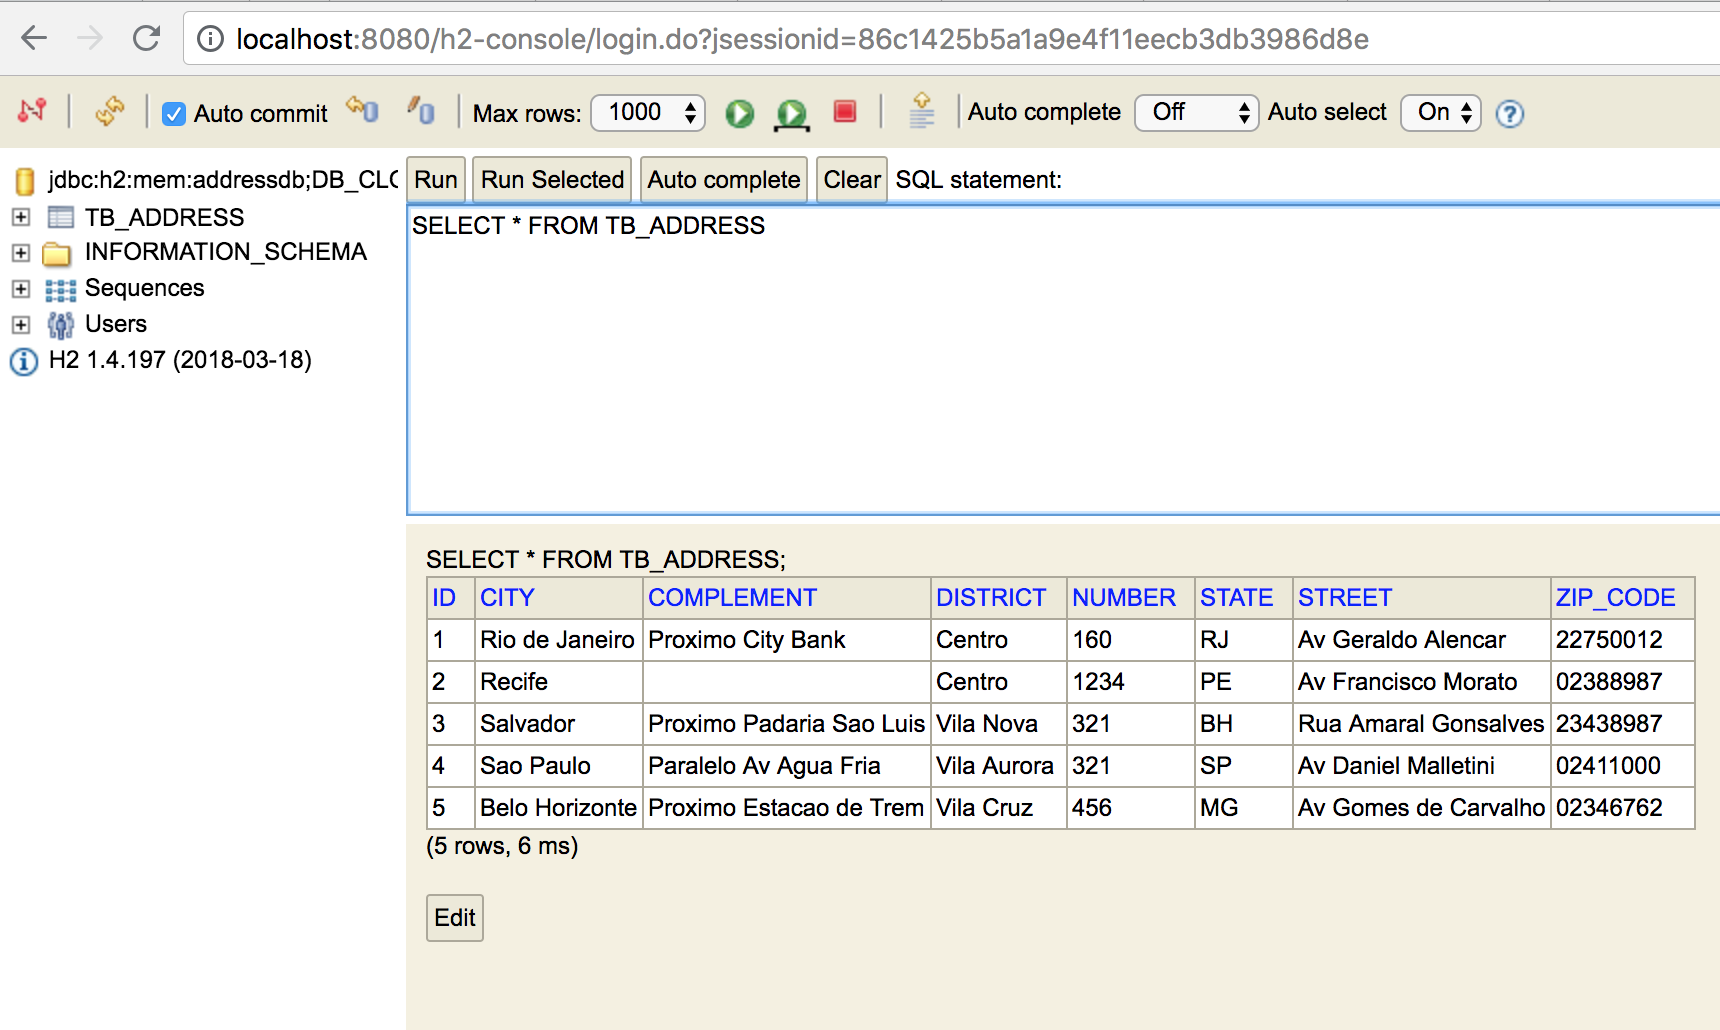 localhost:8080/h2-console/login.do?jsessionid=86c1425b5a1a9e4f11eecb3db3986d8e
Auto commit Max rows: 1000 Auto complete Off Auto select On
jdbc:h2:mem:addressdb;DB_CLO
TB_ADDRESS
INFORMATION_SCHEMA
Sequences
Users
H2 1.4.197 (2018-03-18)
Run Run Selected Auto complete Clear SQL statement:
SELECT * FROM TB_ADDRESS
SELECT * FROM TB_ADDRESS;
ID CITY COMPLEMENT DISTRICT NUMBER STATE STREET ZIP_CODE
1 Rio de Janeiro Proximo City Bank Centro 160 RJ Av Geraldo Alencar 22750012
2 Recife Centro 1234 PE Av Francisco Morato 02388987
3 Salvador Proximo Padaria Sao Luis Vila Nova 321 BH Rua Amaral Gonsalves 23438987
4 Sao Paulo Paralelo Av Agua Fria Vila Aurora 321 SP Av Daniel Malletini 02411000
5 Belo Horizonte Proximo Estacao de Trem Vila Cruz 456 MG Av Gomes de Carvalho 02346762
(5 rows, 6 ms)
Edit